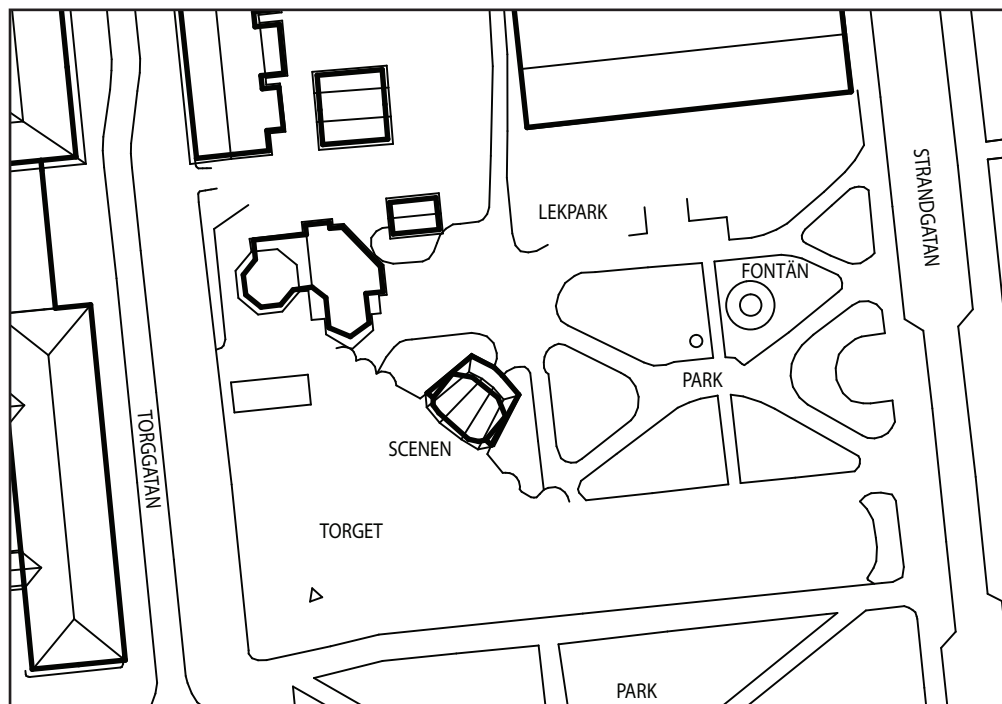 STRANDGATAN
LEKPARK
FONTÄN
PARK
TORGGATAN
SCENEN
TORGET
PARK